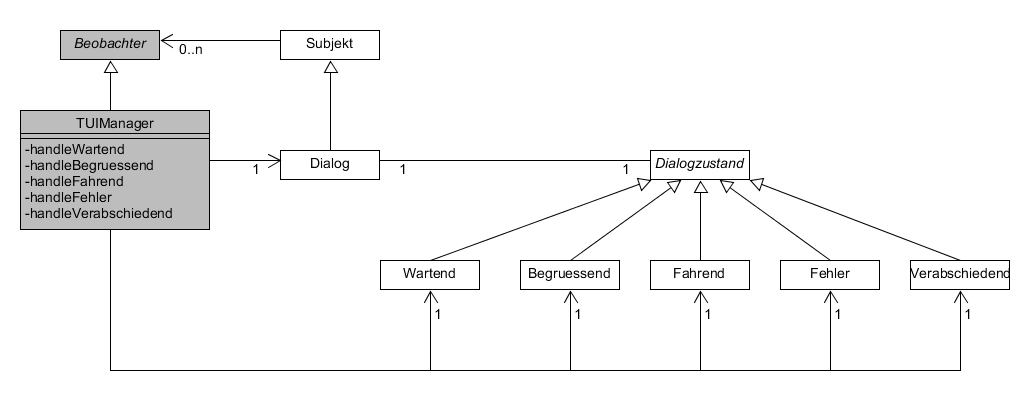 Beobachter
0..n
Subjekt
TUIManager
-handleWartend
-handleBegruessend
-handleFahrend
-handleFehler
-handleVerabschiedend
1
Dialog
1
1
Dialogzustand
Wartend
Begruessend
Fahrend
Fehler
Verabschiedend
1
1
1
1
1